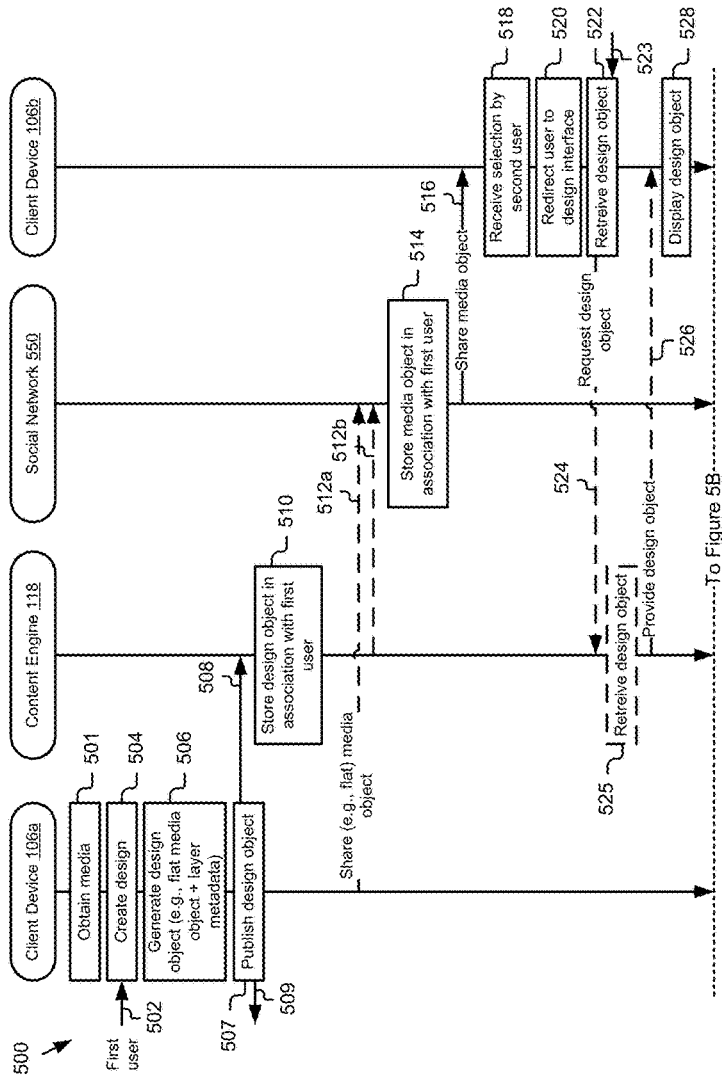 500
Client Device 106a
Content Engine 118
Social Network 550
Client Device 106b
Obtain media
501
First
user
502
Create design
504
Generate design
object (e.g., flat media
object + layer
metadata)
506
Publish design object
507
509
508
Store design object in
association with first
user
510
Share (e.g., flat) media
object
512a
512b
Store media object in
association with first user
514
Share media object
516
Receive selection by
second user
518
Redirect user to
design interface
520
Retreive design object
522
523
Request design
object
524
Retreive design object
525
Provide design object
526
Display design object
528
To Figure 5B